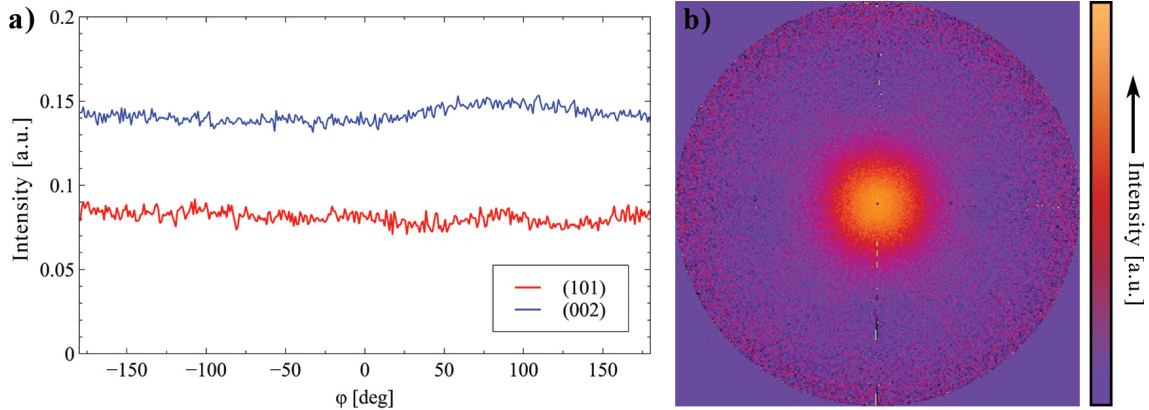 a)
0.2
0.15
0.1
0.05
0
Intensity [a.u.]
(101)
(002)
−150 −100 −50 0 50 100 150
φ [deg]
b)
Intensity [a.u.]